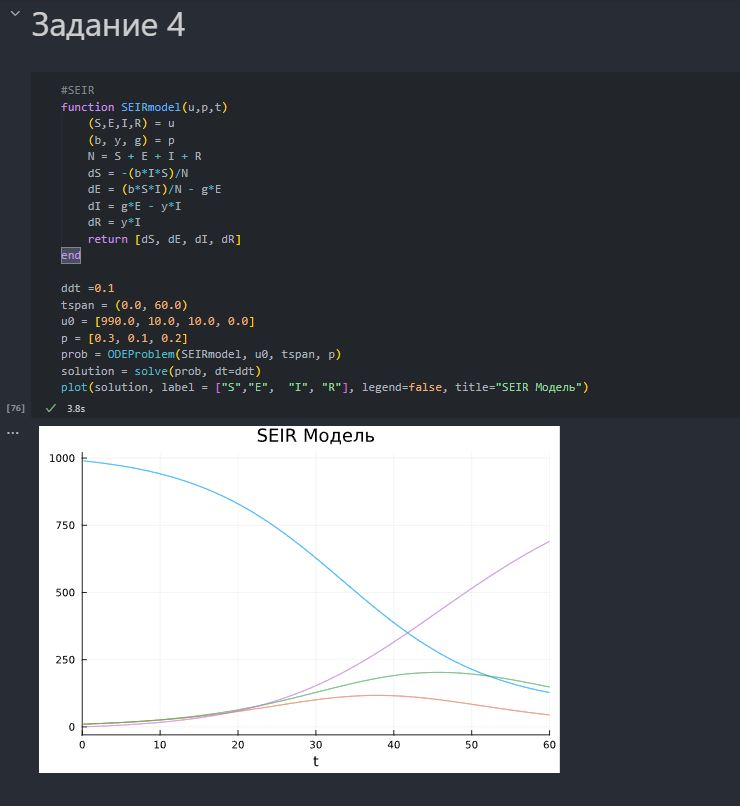 Задание 4
#SEIR
function SEIRmodel(u,p,t)
(S,E,I,R) = u
(b, y, g) = p
N = S + E + I + R
dS = -(b*I*S)/N
dE = (b*S*I)/N - g*E
dI = g*E - y*I
dR = y*I
return [dS, dE, dI, dR]
end
ddt =0.1
tspan = (0.0, 60.0)
u0 = [990.0, 10.0, 10.0, 0.0]
p = [0.3, 0.1, 0.2]
prob = ODEProblem(SEIRmodel, u0, tspan, p)
solution = solve(prob, dt=ddt)
plot(solution, label = ["S","E",  "I", "R"], legend=false, title="SEIR Модель")
[76] 3.8s
SEIR Модель
1000
750
500
250
0
0 10 20 30 40 50 60
t